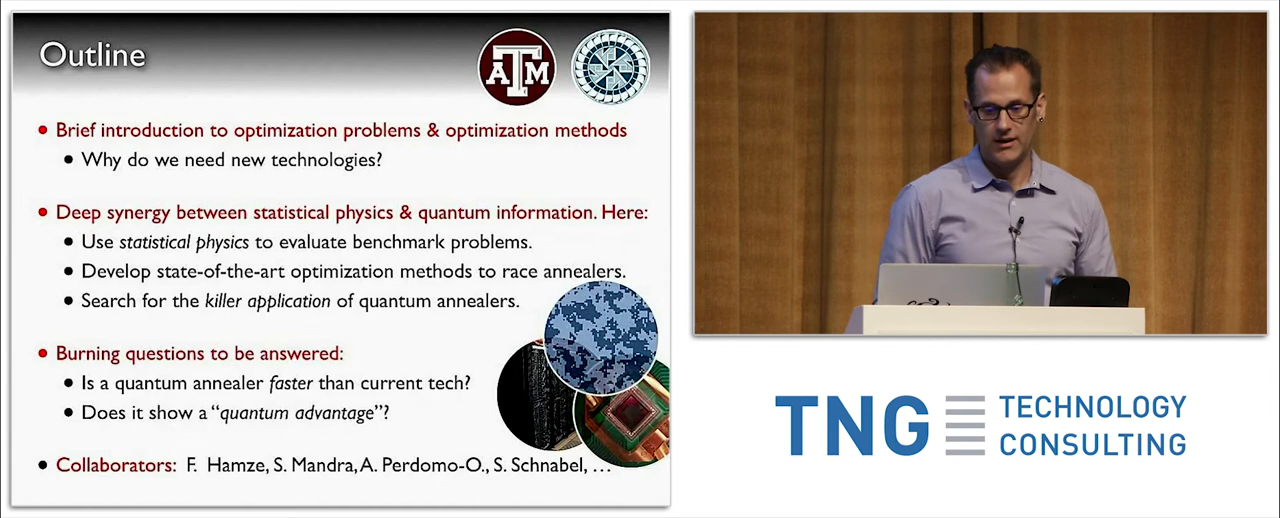 Outline
ATM
Brief introduction to optimization problems & optimization methods
Why do we need new technologies?
Deep synergy between statistical physics & quantum information. Here:
Use statistical physics to evaluate benchmark problems.
Develop state-of-the-art optimization methods to race annealers.
Search for the killer application of quantum annealers.
Burning questions to be answered:
Is a quantum annealer faster than current tech?
Does it show a “quantum advantage”?
Collaborators: F. Hamze, S. Mandra, A. Perdomo-O., S. Schnabel, …
TNG TECHNOLOGY
CONSULTING